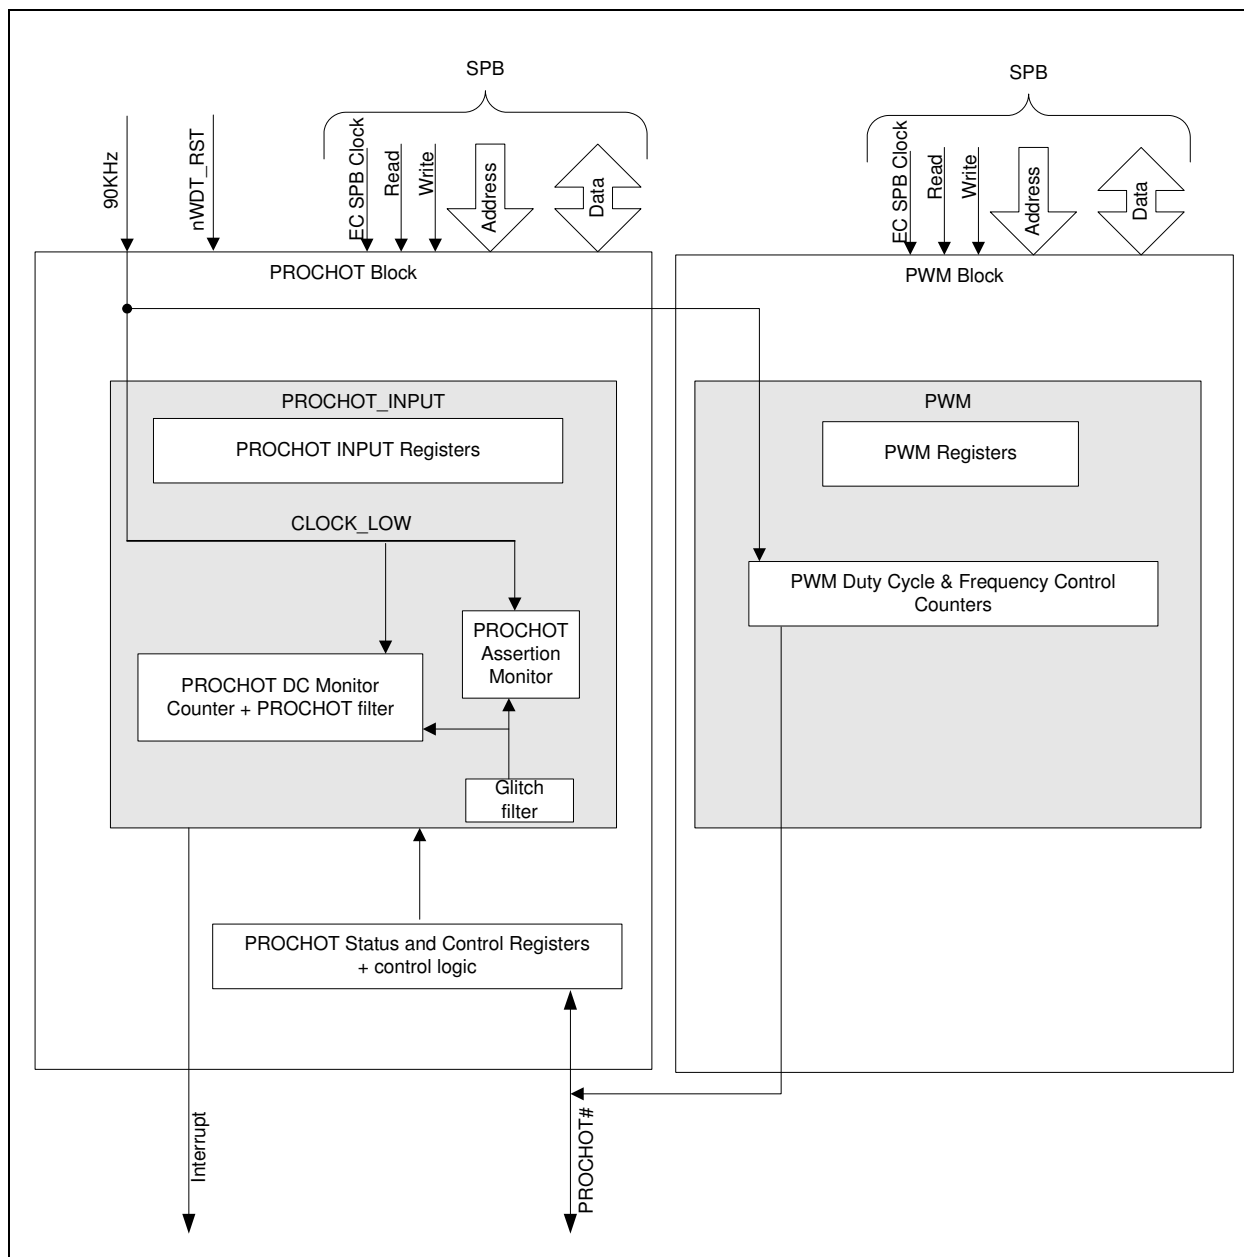 SPB
SPB
90KHz
nWDT_RST
EC SPB Clock
Read
Write
Address
Data
EC SPB Clock
Read
Write
Address
Data
PROCHOT Block
PWM Block
PROCHOT_INPUT
PROCHOT INPUT Registers
PWM
PWM Registers
CLOCK_LOW
PWM Duty Cycle & Frequency Control
Counters
PROCHOT
Assertion
Monitor
PROCHOT DC Monitor
Counter + PROCHOT filter
Glitch
filter
PROCHOT Status and Control Registers
+ control logic
Interrupt
PROCHOT#